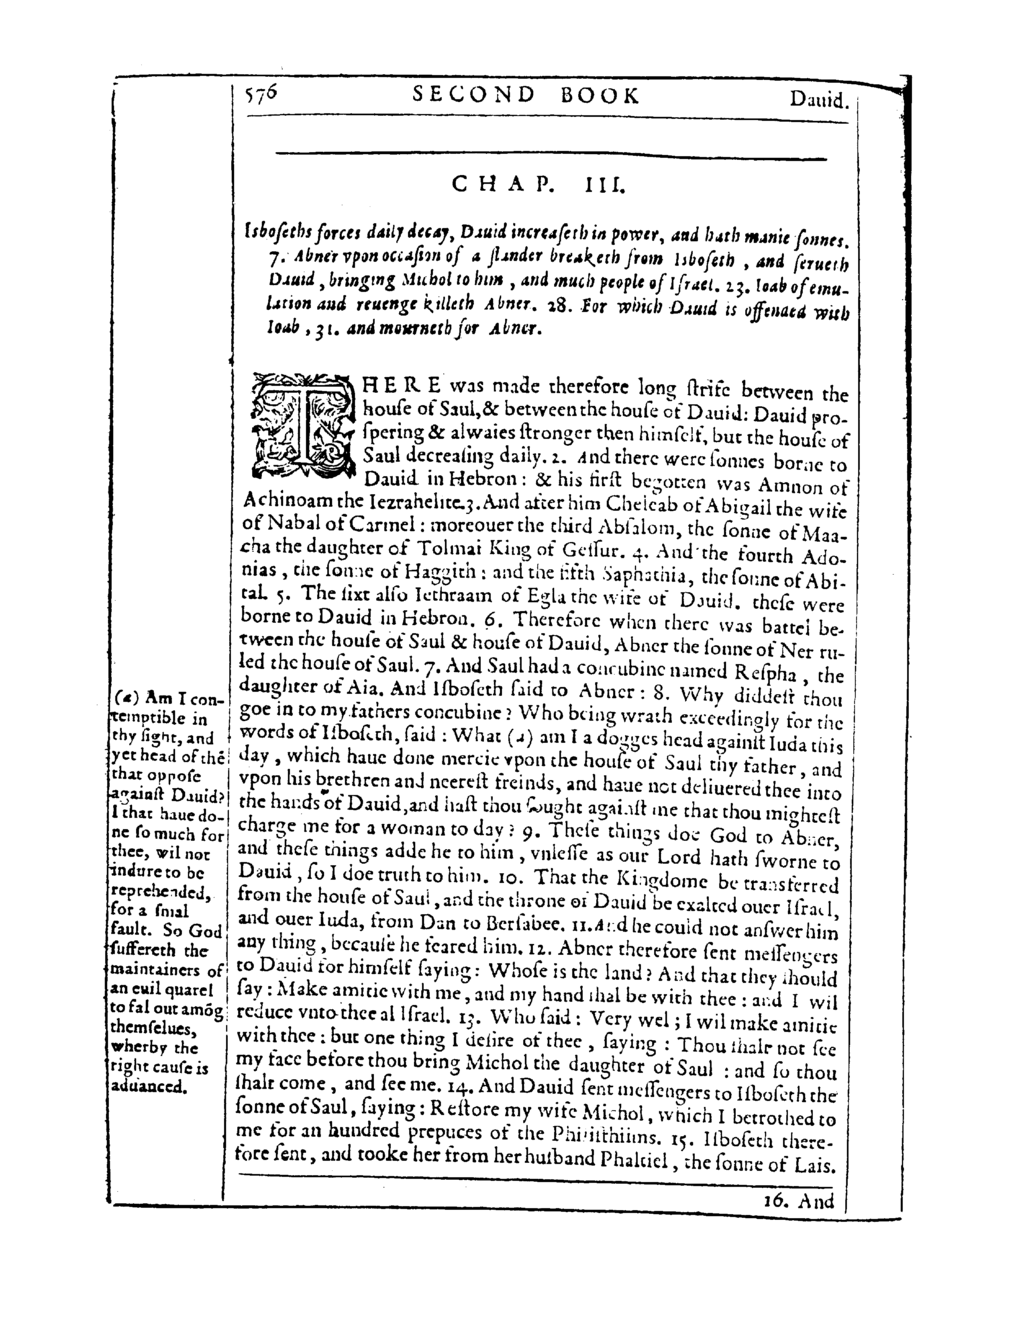 576 SECOND BOOK Dauid.
CHAP. III.
Isboſeths forces daily decay, Dauid increaſeth in power, and hath manie ſonnes.
7. Abner vpon occaſion of a ſlander breaketh from Isboſeth , and ſerueth
Dauid , bringing Michol to him , and much people of Iſrael. 23. Ioab of emu-
lation and reuenge killeth Abner. 28. For which Dauid is offended with
Ioab , 31. and mourneth for Abner.
THERE was made therefore long ſtrife between the
houſe of Saul,& between the houſe of Dauid: Dauid pro-
ſpering & alwaies ſtronger then himſelf, but the houſe of
Saul decreaſing daily. 2. And there were ſonnes borne to
Dauid in Hebron : & his firſt begotten was Amnon of
Achinoam the Iezrahelite.3.And after him Cheleab of Abigail the wife
of Nabal of Carmel : moreouer the third Abſalom, the ſonne of Maa-
cha the daughter of Tolmai King of Geſſur. 4. And the fourth Ado-
nias , the ſonne of Haggith : and the fifth Saphathia, the ſonne of Abi-
tal. 5. The ſixt alſo Iethraam of Egla the wife of Dauid. theſe were
borne to Dauid in Hebron. 6. Therefore when there was battel be-
tween the houſe of Saul & houſe of Dauid, Abner the ſonne of Ner ru-
led the houſe of Saul. 7. And Saul had a concubine named Reſpha , the
daughter of Aia. And Iſboſeth ſaid to Abner : 8. Why diddeſt thou
goe in to my fathers concubine ? Who being wrath exceedingly for the
words of Iſboſeth, ſaid : What (a) am I a dogges head againſt Iuda this
day , which haue done mercie vpon the houſe of Saul thy father , and
vpon his brethren and neereſt freinds, and haue not deliuered thee into
the hands of Dauid,and haſt thou ſought againſt me that thou mighteſt
charge me for a woman to day ? 9. Theſe things doe God to Abner,
and theſe things adde he to him , vnleſſe as our Lord hath ſworne to
Dauid , ſo I doe truth to him. 10. That the Kingdome be transferred
from the houſe of Saul , and the throne of Dauid be exalted ouer Iſrael,
and ouer Iuda, from Dan to Berſabee. 11.And he could not anſwer him
any thing , becauſe he feared him. 12. Abner therefore ſent meſſengers
to Dauid for himſelf ſaying : Whoſe is the land ? And that they ſhould
ſay : Make amitie with me , and my hand ſhal be with thee : and I wil
reduce vnto thee al Iſrael. 13. Who ſaid : Very wel ; I wil make amitie
with thee : but one thing I deſire of thee , ſaying : Thou ſhalt not ſee
my face before thou bring Michol the daughter of Saul : and ſo thou
ſhalt come , and ſee me. 14. And Dauid ſent meſſengers to Iſboſeth the
ſonne of Saul, ſaying : Reſtore my wife Michol , which I betrothed to
me for an hundred prepuces of the Philiſthiims. 15. Iſboſeth there-
fore ſent , and tooke her from her huſband Phaltiel , the ſonne of Lais.
16. And
(a) Am I con-
temptible in
thy ſight, and
yet head of thẽ
that oppoſe
againſt Dauid?
I that haue do-
ne ſo much for
thee, wil not
indure to be
reprehended,
for a ſmal
fault. So God
ſuffereth the
maintainers of
an euil quarel
to fal out amõg
themſelues,
wherby the
right cauſe is
aduanced.